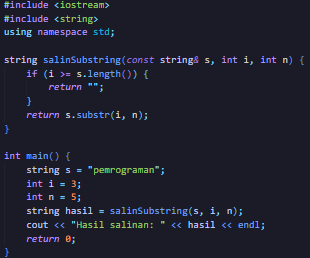 #include <iostream>
#include <string>
using namespace std;

string salinSubstring(const string& s, int i, int n) {
    if (i >= s.length()) {
        return "";
    }
    return s.substr(i, n);
}

int main() {
    string s = "pemrograman";
    int i = 3;
    int n = 5;
    string hasil = salinSubstring(s, i, n);
    cout << "Hasil salinan: " << hasil << endl;
    return 0;
}